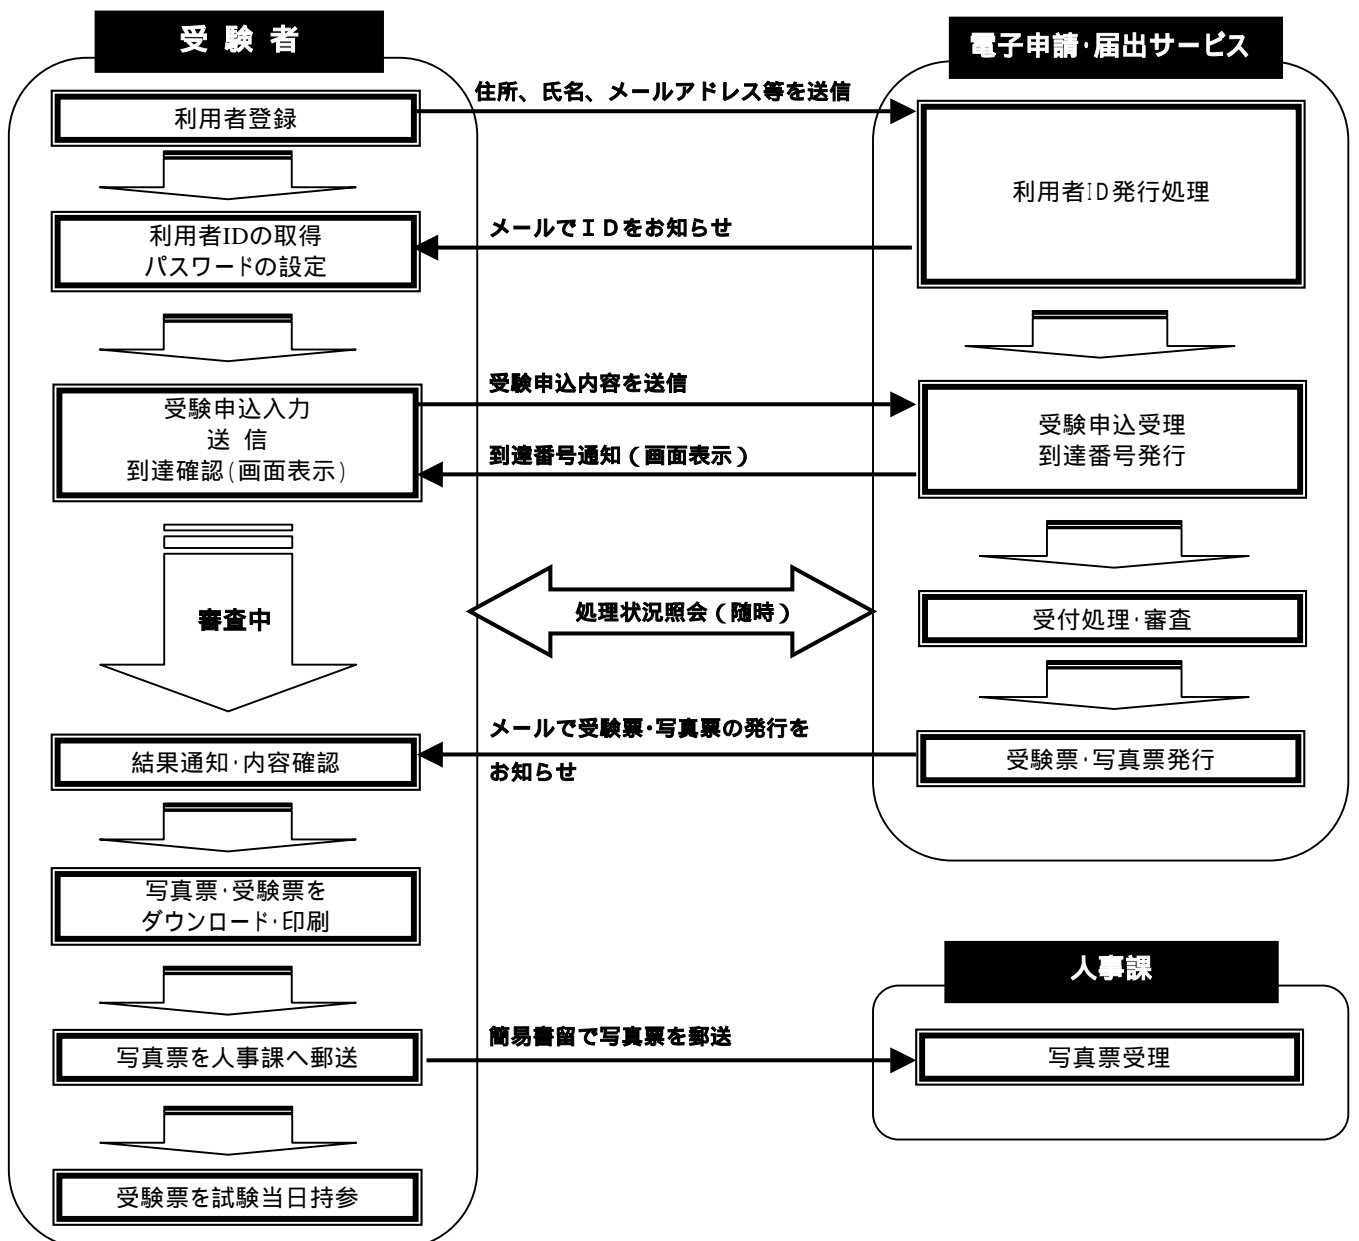 受 験 者
電子申請・届出サービス
住所、氏名、メールアドレス等を送信
利用者登録
利用者ID発行処理
メールでＩＤをお知らせ
利用者IDの取得
パスワードの設定
受験申込内容を送信
受験申込入力
送 信
到達確認(画面表示)
受験申込受理
到達番号発行
到達番号通知（画面表示）
審査中
処理状況照会（随時）
受付処理・審査
メールで受験票・写真票の発行を
お知らせ
結果通知・内容確認
受験票・写真票発行
写真票・受験票を
ダウンロード・印刷
人事課
簡易書留で写真票を郵送
写真票を人事課へ郵送
写真票受理
受験票を試験当日持参